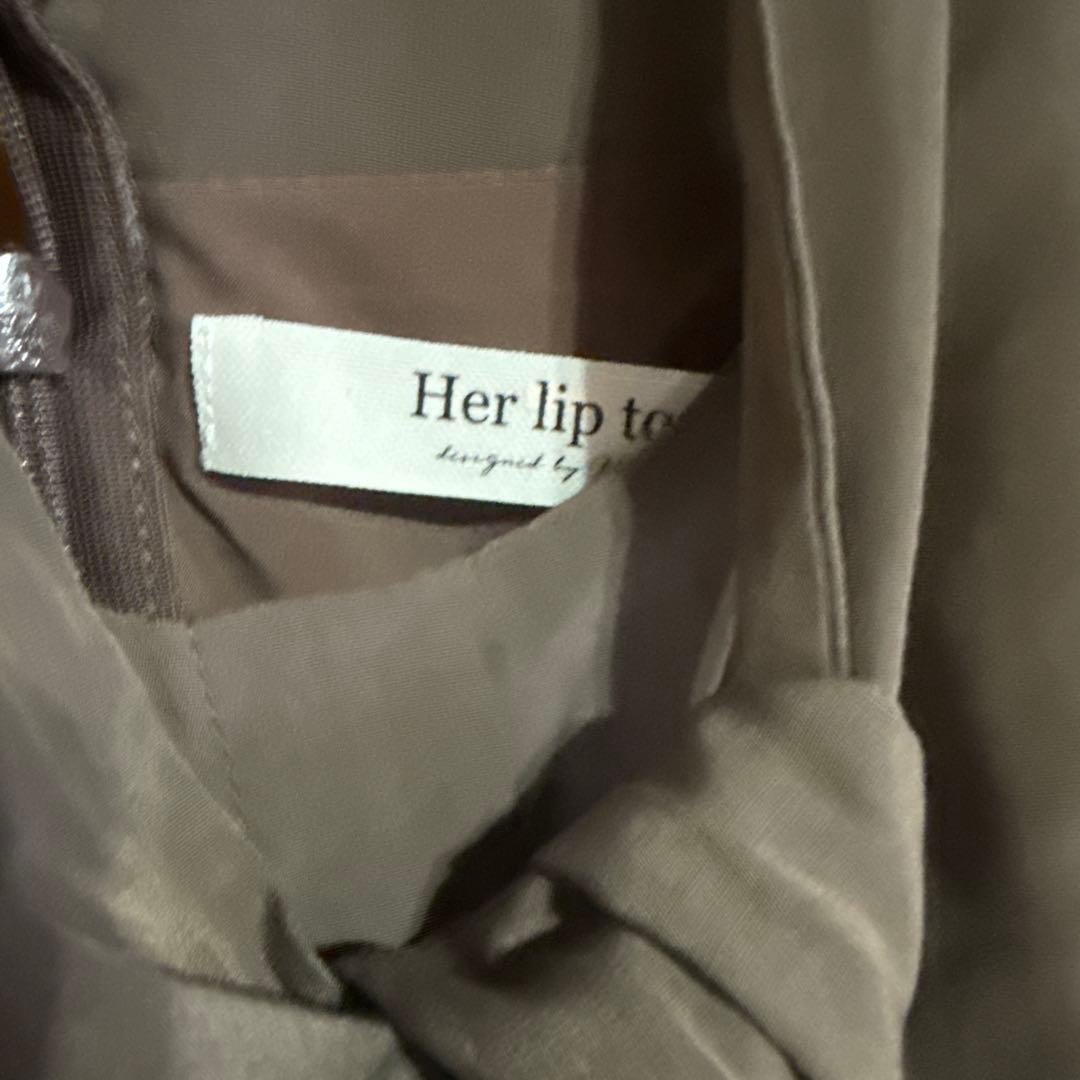 Her lip to
designed by